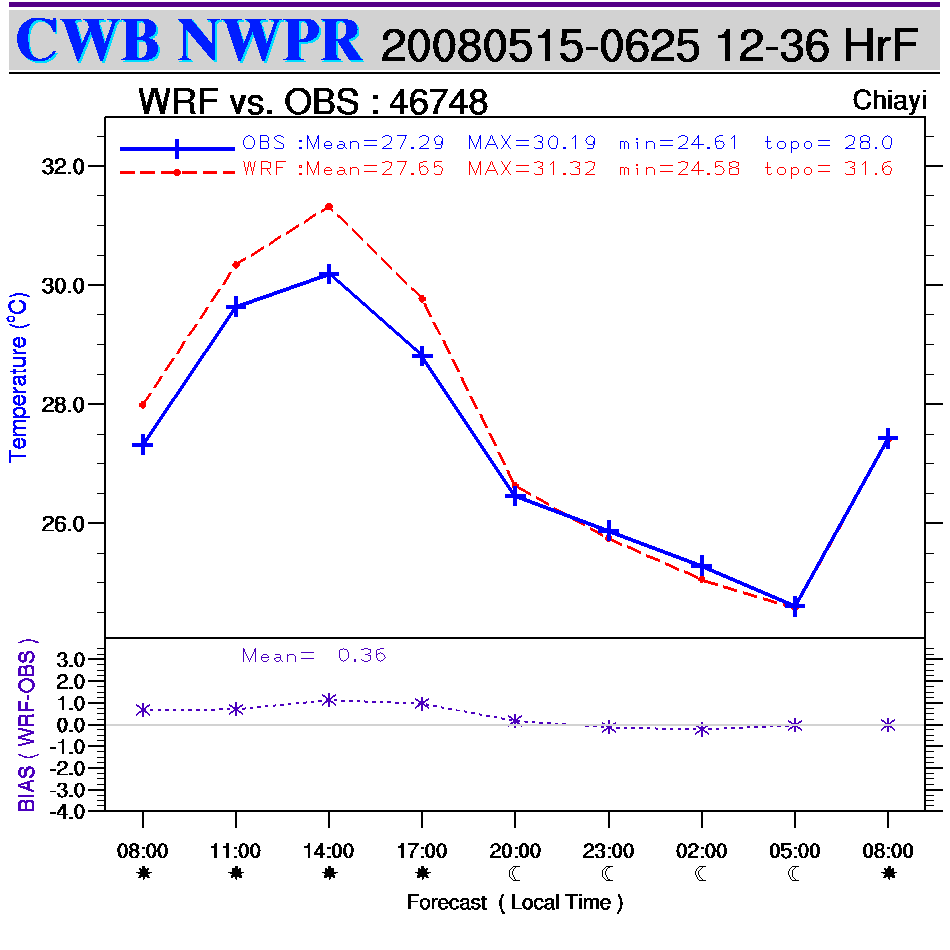 CWB NWPR 20080515-0625 12-36 HrF
WRF vs. OBS : 46748
Chiayi
OBS :Mean=27.29 MAX=30.19 min=24.61 topo= 28.0
WRF :Mean=27.65 MAX=31.32 min=24.58 topo= 31.6
32.0
30.0
28.0
26.0
Temperature (°C)
Mean= 0.36
3.0
2.0
1.0
0.0
-1.0
-2.0
-3.0
-4.0
BIAS ( WRF-OBS )
08:00 11:00 14:00 17:00 20:00 23:00 02:00 05:00 08:00
Forecast ( Local Time )